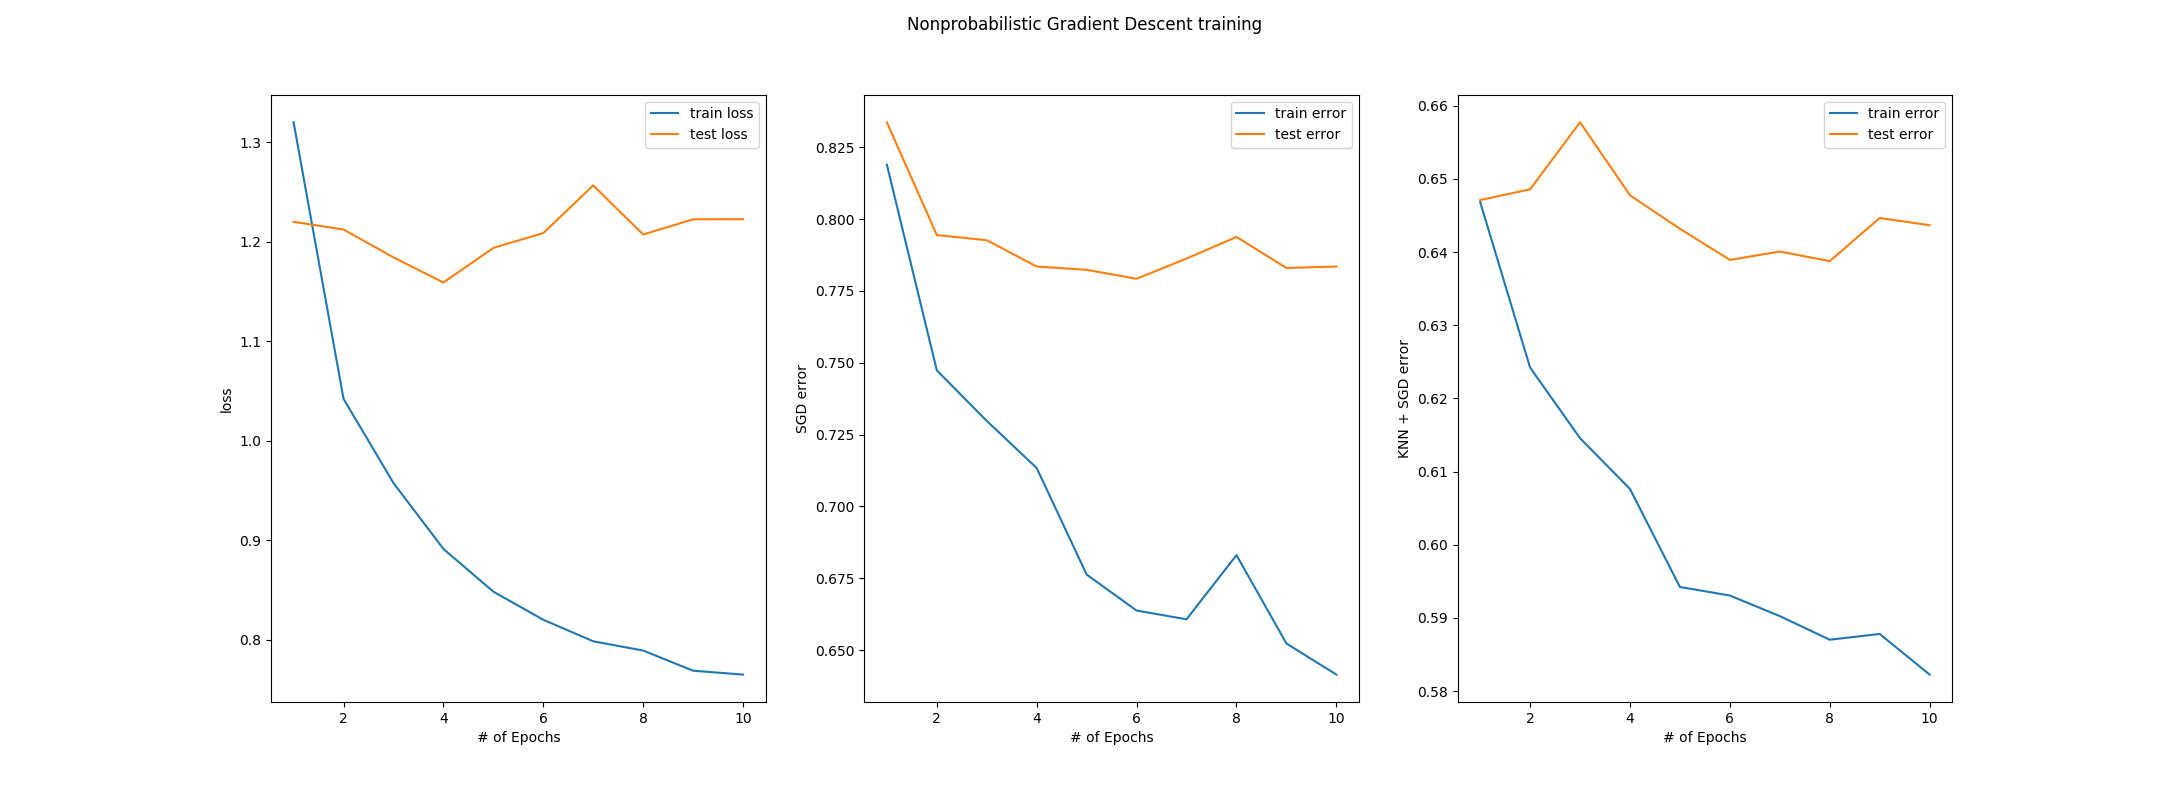 Nonprobabilistic Gradient Descent training
train loss
test loss
1.3
1.2
1.1
1.0
0.9
0.8
loss
2
4
6
8
10
# of Epochs
train error
test error
0.825
0.800
0.775
0.750
0.725
0.700
0.675
0.650
SGD error
2
4
6
8
10
# of Epochs
train error
test error
0.66
0.65
0.64
0.63
0.62
0.61
0.60
0.59
0.58
KNN + SGD error
2
4
6
8
10
# of Epochs